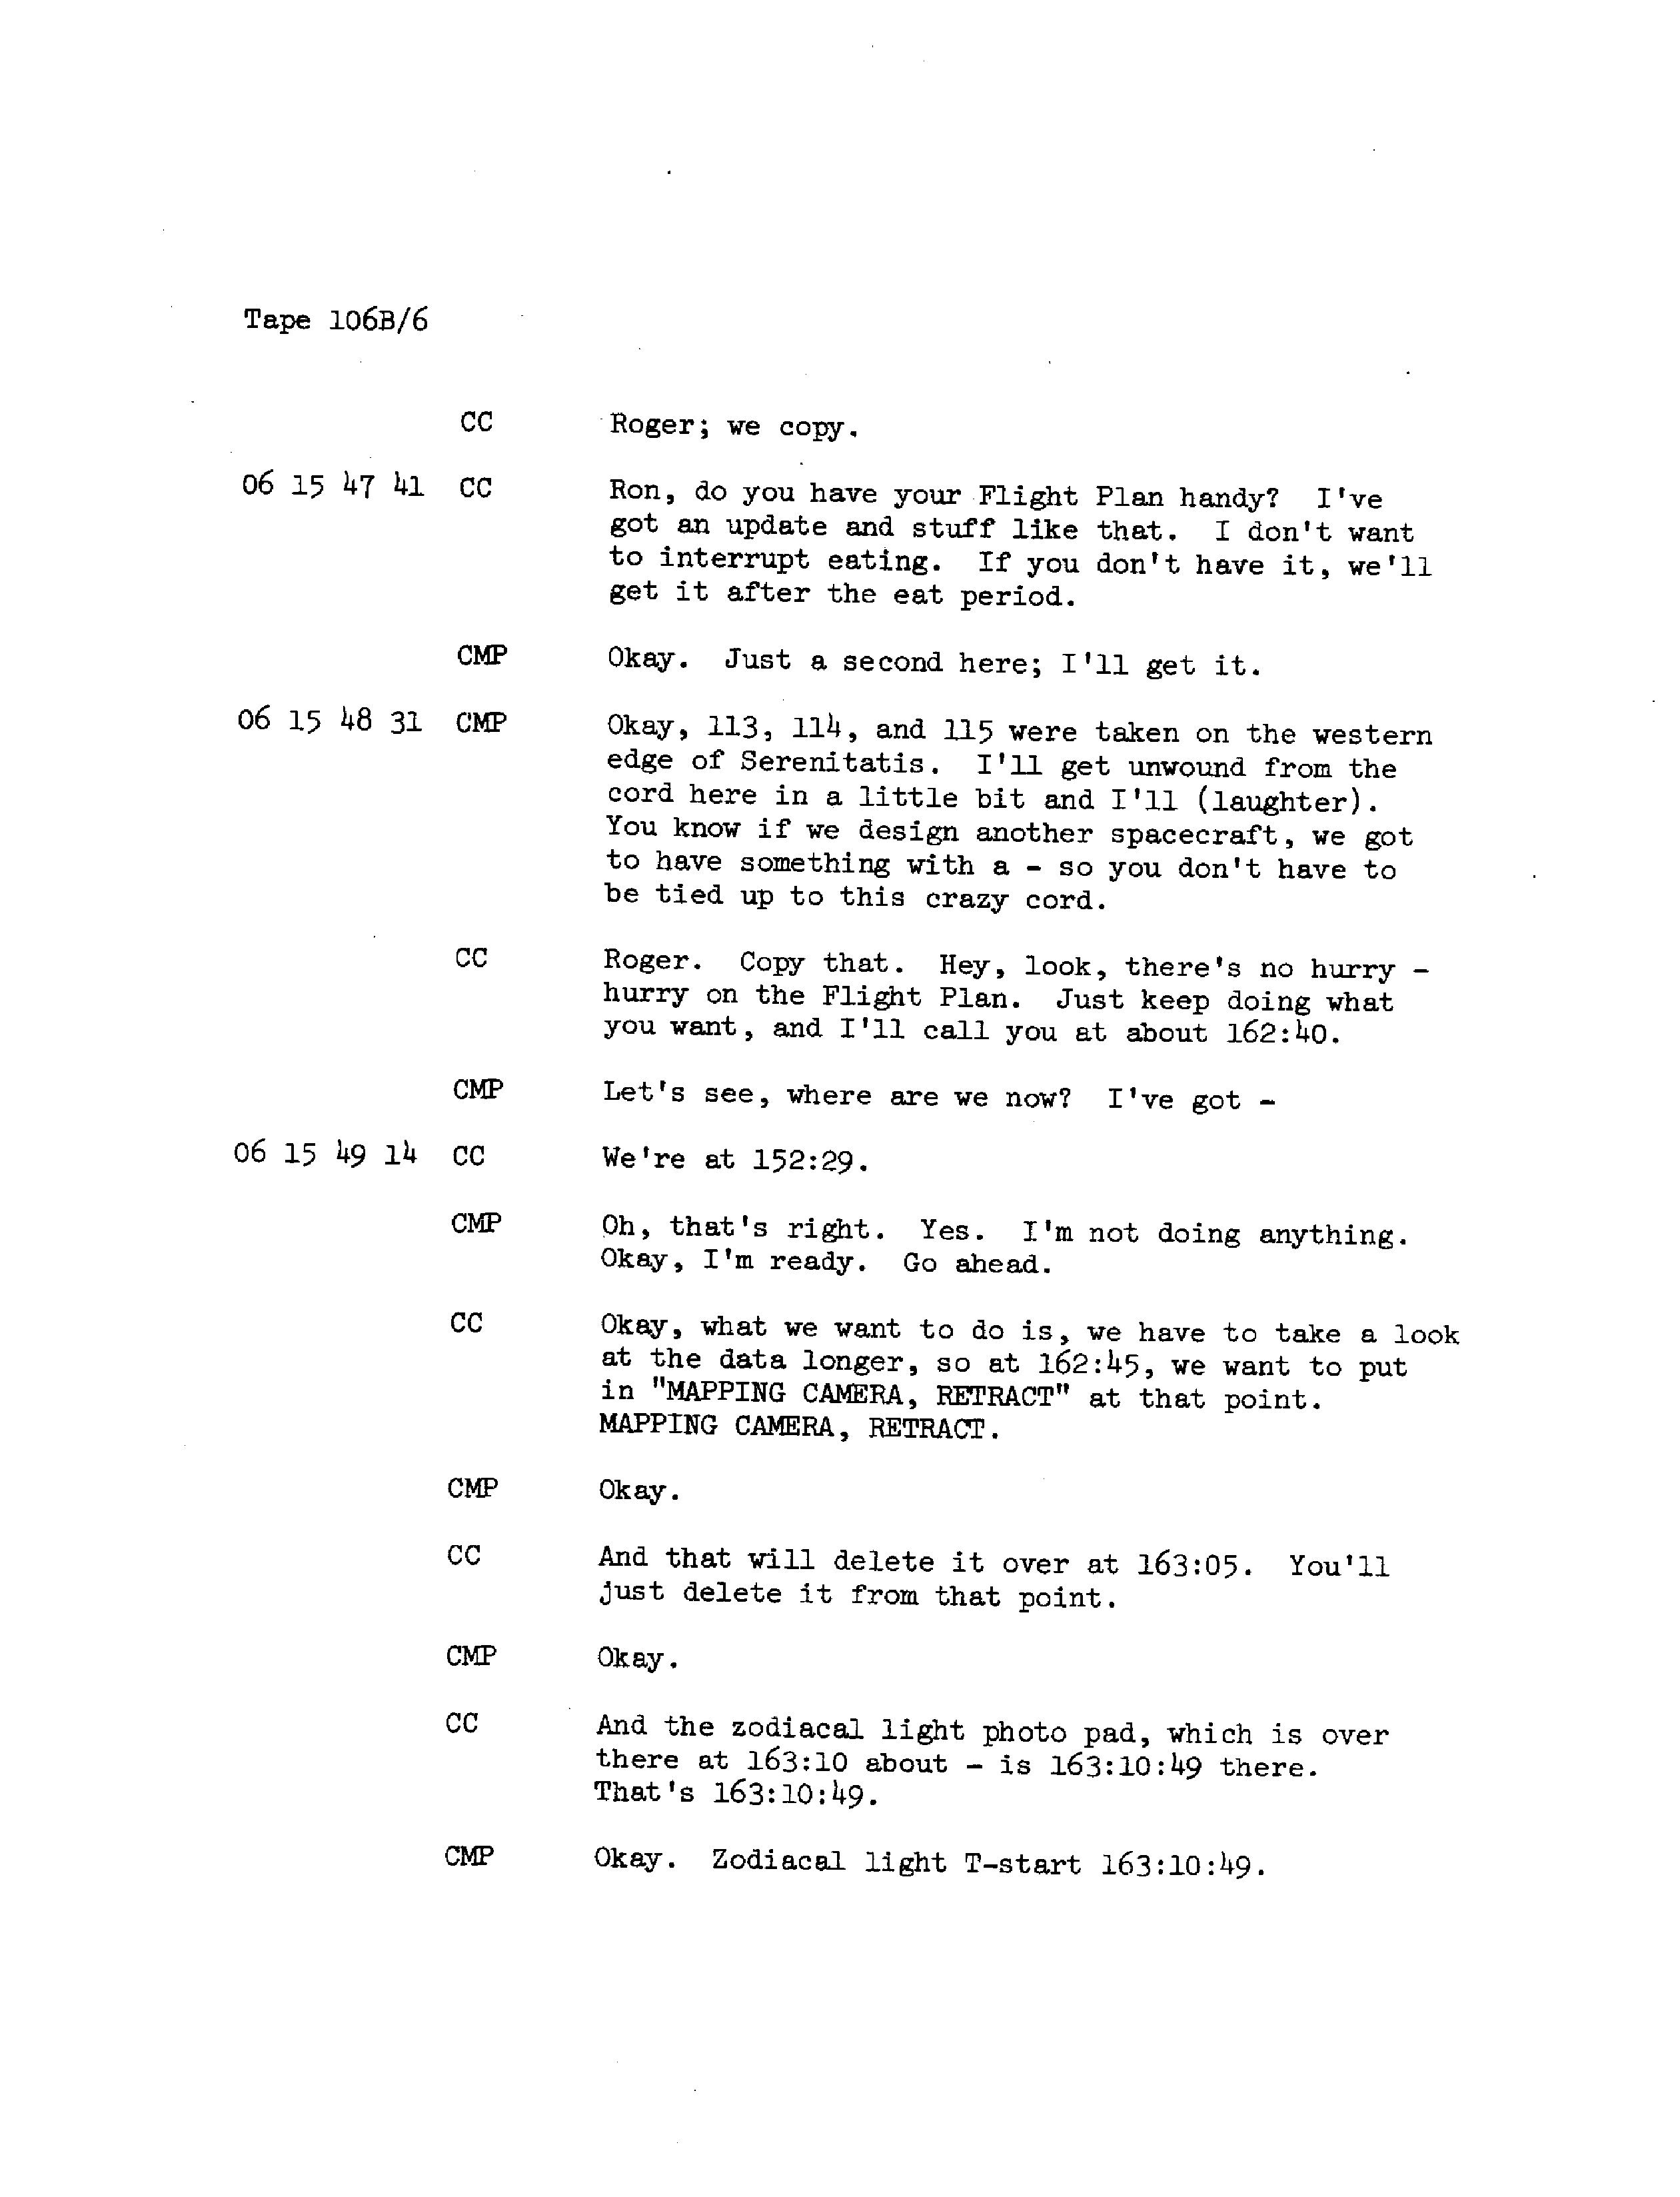 Tape 106B/6
CC Roger; we copy.
06 15 47 41 CC Ron, do you have your Flight Plan handy? I've
got an update and stuff like that. I don't want
to interrupt eating. If you don't have it, we'll
get it after the eat period.
CMP Okay. Just a second here; I'll get it.
06 15 48 31 CMP Okay, 113, 114, and 115 were taken on the western
edge of Serenitatis. I'll get unwound from the
cord here in a little bit and I'll (laughter).
You know if we design another spacecraft, we got
to have something with a - so you don't have to
be tied up to this crazy cord.
CC Roger. Copy that. Hey, look, there's no hurry -
hurry on the Flight Plan. Just keep doing what
you want, and I'll call you at about 162:40.
CMP Let's see, where are we now? I've got -
06 15 49 14 CC We're at 152:29.
CMP Oh, that's right. Yes. I'm not doing anything.
Okay, I'm ready. Go ahead.
CC Okay, what we want to do is, we have to take a look
at the data longer, so at 162:45, we want to put
in "MAPPING CAMERA, RETRACT" at that point.
MAPPING CAMERA, RETRACT.
CMP Okay.
CC And that will delete it over at 163:05. You'll
just delete it from that point.
CMP Okay.
CC And the zodiacal light photo pad, which is over
there at 163:10 about - is 163:10:49 there.
That's 163:10:49.
CMP Okay. Zodiacal light T-start 163:10:49.